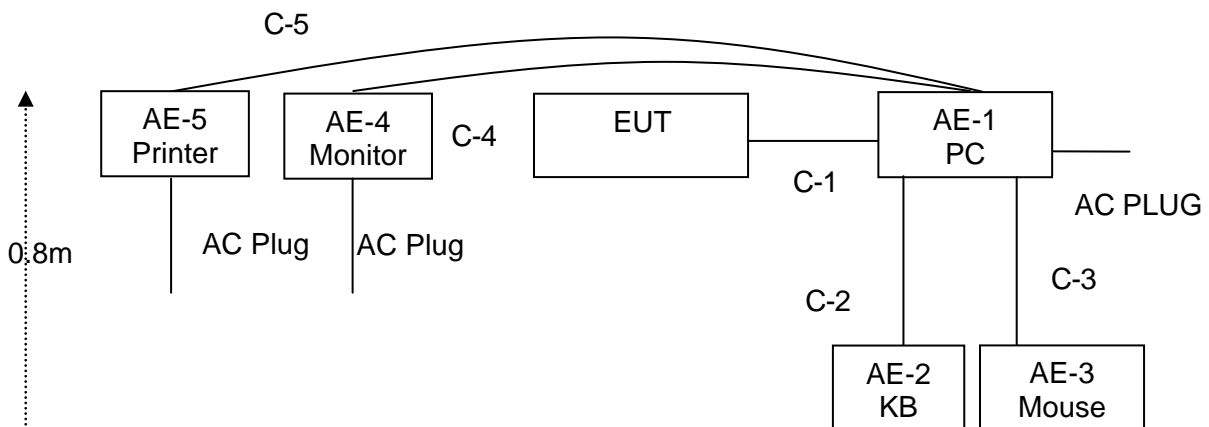 C-5
AE-5
Printer
AE-4
Monitor
C-4
EUT
C-1
AE-1
PC
AC PLUG
0.8m
AC Plug
AC Plug
C-2
C-3
AE-2
KB
AE-3
Mouse